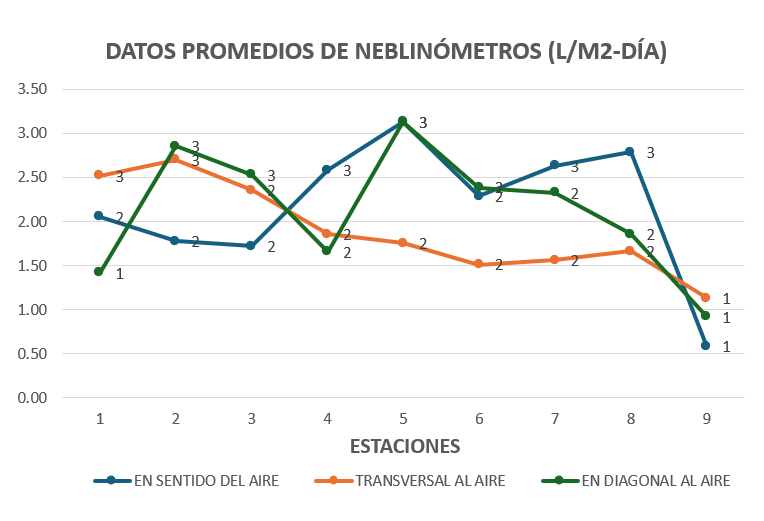 DATOS PROMEDIOS DE NEBLINÓMETROS (L/M2-DÍA)
3.50
3.00
2.50
2.00
1.50
1.00
0.50
0.00
2 2 2 3 3 2 3 3 1
3 3 2 2 2 2 2 2 1
1 3 3 2 3 2 2 2 1
1 2 3 4 5 6 7 8 9
ESTACIONES
EN SENTIDO DEL AIRE TRANSVERSAL AL AIRE EN DIAGONAL AL AIRE